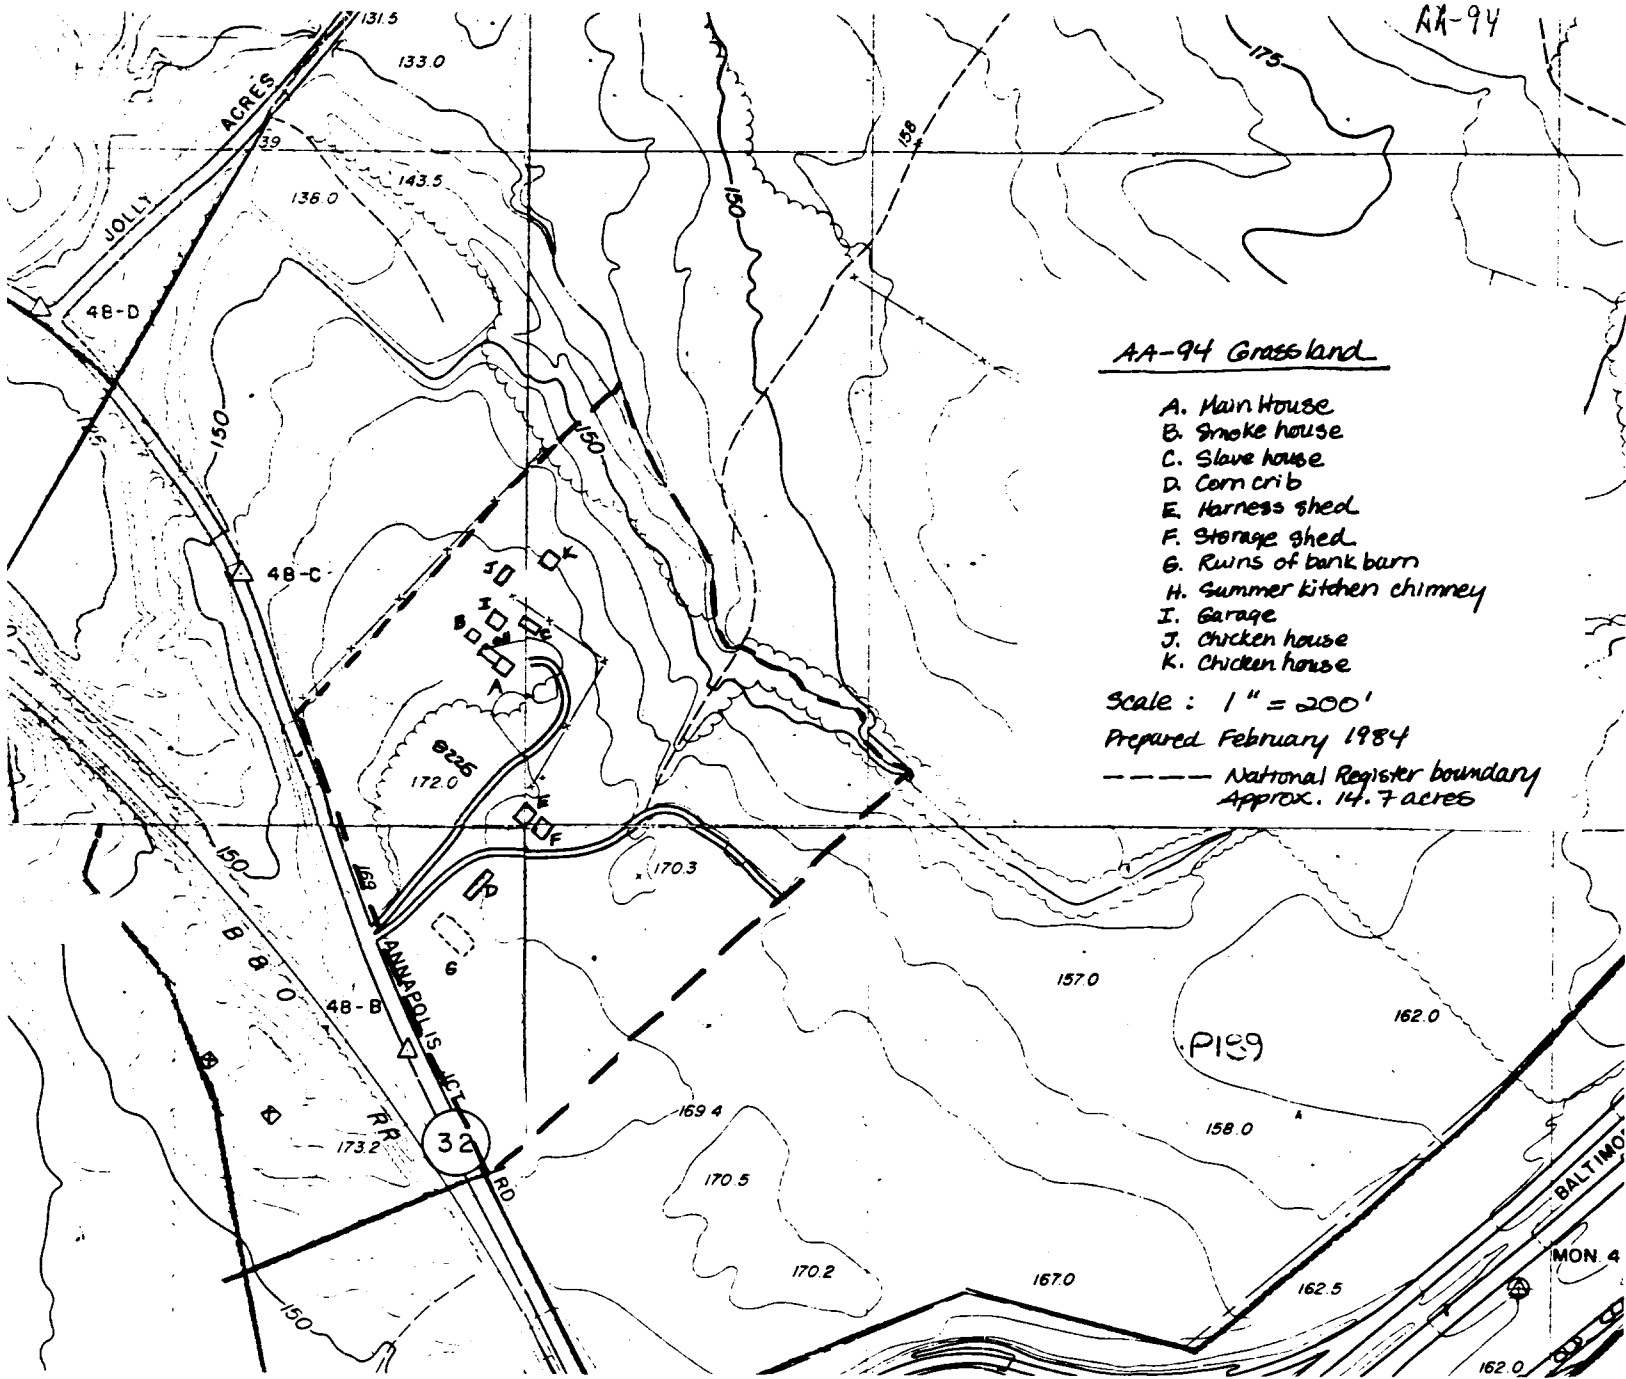 AA-94
131.5
133.0
175
JOLLY ACRES
39
158
143.5
136.0
150
48-D
AA-94 Grassland
150
150
A. Main House
B. Smoke house
C. Slave house
D. Corn crib
E. Harness shed
F. Storage shed
G. Ruins of bank barn
H. Summer kitchen chimney
I. Garage
J. Chicken house
K. Chicken house
Scale : 1" = 200'
Prepared February 1984
National Register boundary
Approx. 14.7 acres
48-C
K
J
I
B
C
A
8226
172.0
E
F
150
169
170.3
D
G
B & O RR
ANNAPOLIS JCT RD
48-B
157.0
162.0
P189
32
173.2
169.4
158.0
170.5
BALTIMO
MON. 4
170.2
167.0
162.5
150
162.0